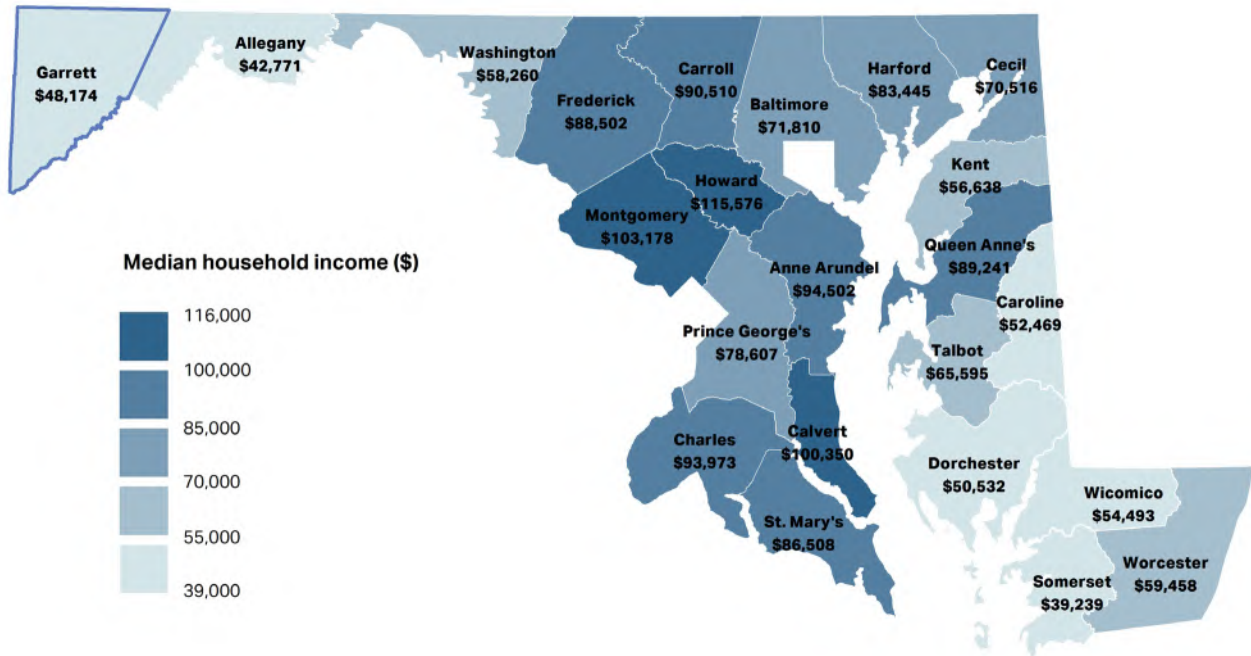 Garrett
$48,174
Allegany
$42,771
Washington
$58,260
Frederick
$88,502
Carroll
$90,510
Baltimore
$71,810
Harford
$83,445
Cecil
$70,516
Kent
$56,638
Howard
$115,576
Montgomery
$103,178
Queen Anne's
$89,241
Anne Arundel
$94,502
Caroline
$52,469
Prince George's
$78,607
Talbot
$65,595
Charles
$93,973
Calvert
$100,350
Dorchester
$50,532
Wicomico
$54,493
St. Mary's
$86,508
Worcester
$59,458
Somerset
$39,239
Median household income ($)
116,000
100,000
85,000
70,000
55,000
39,000